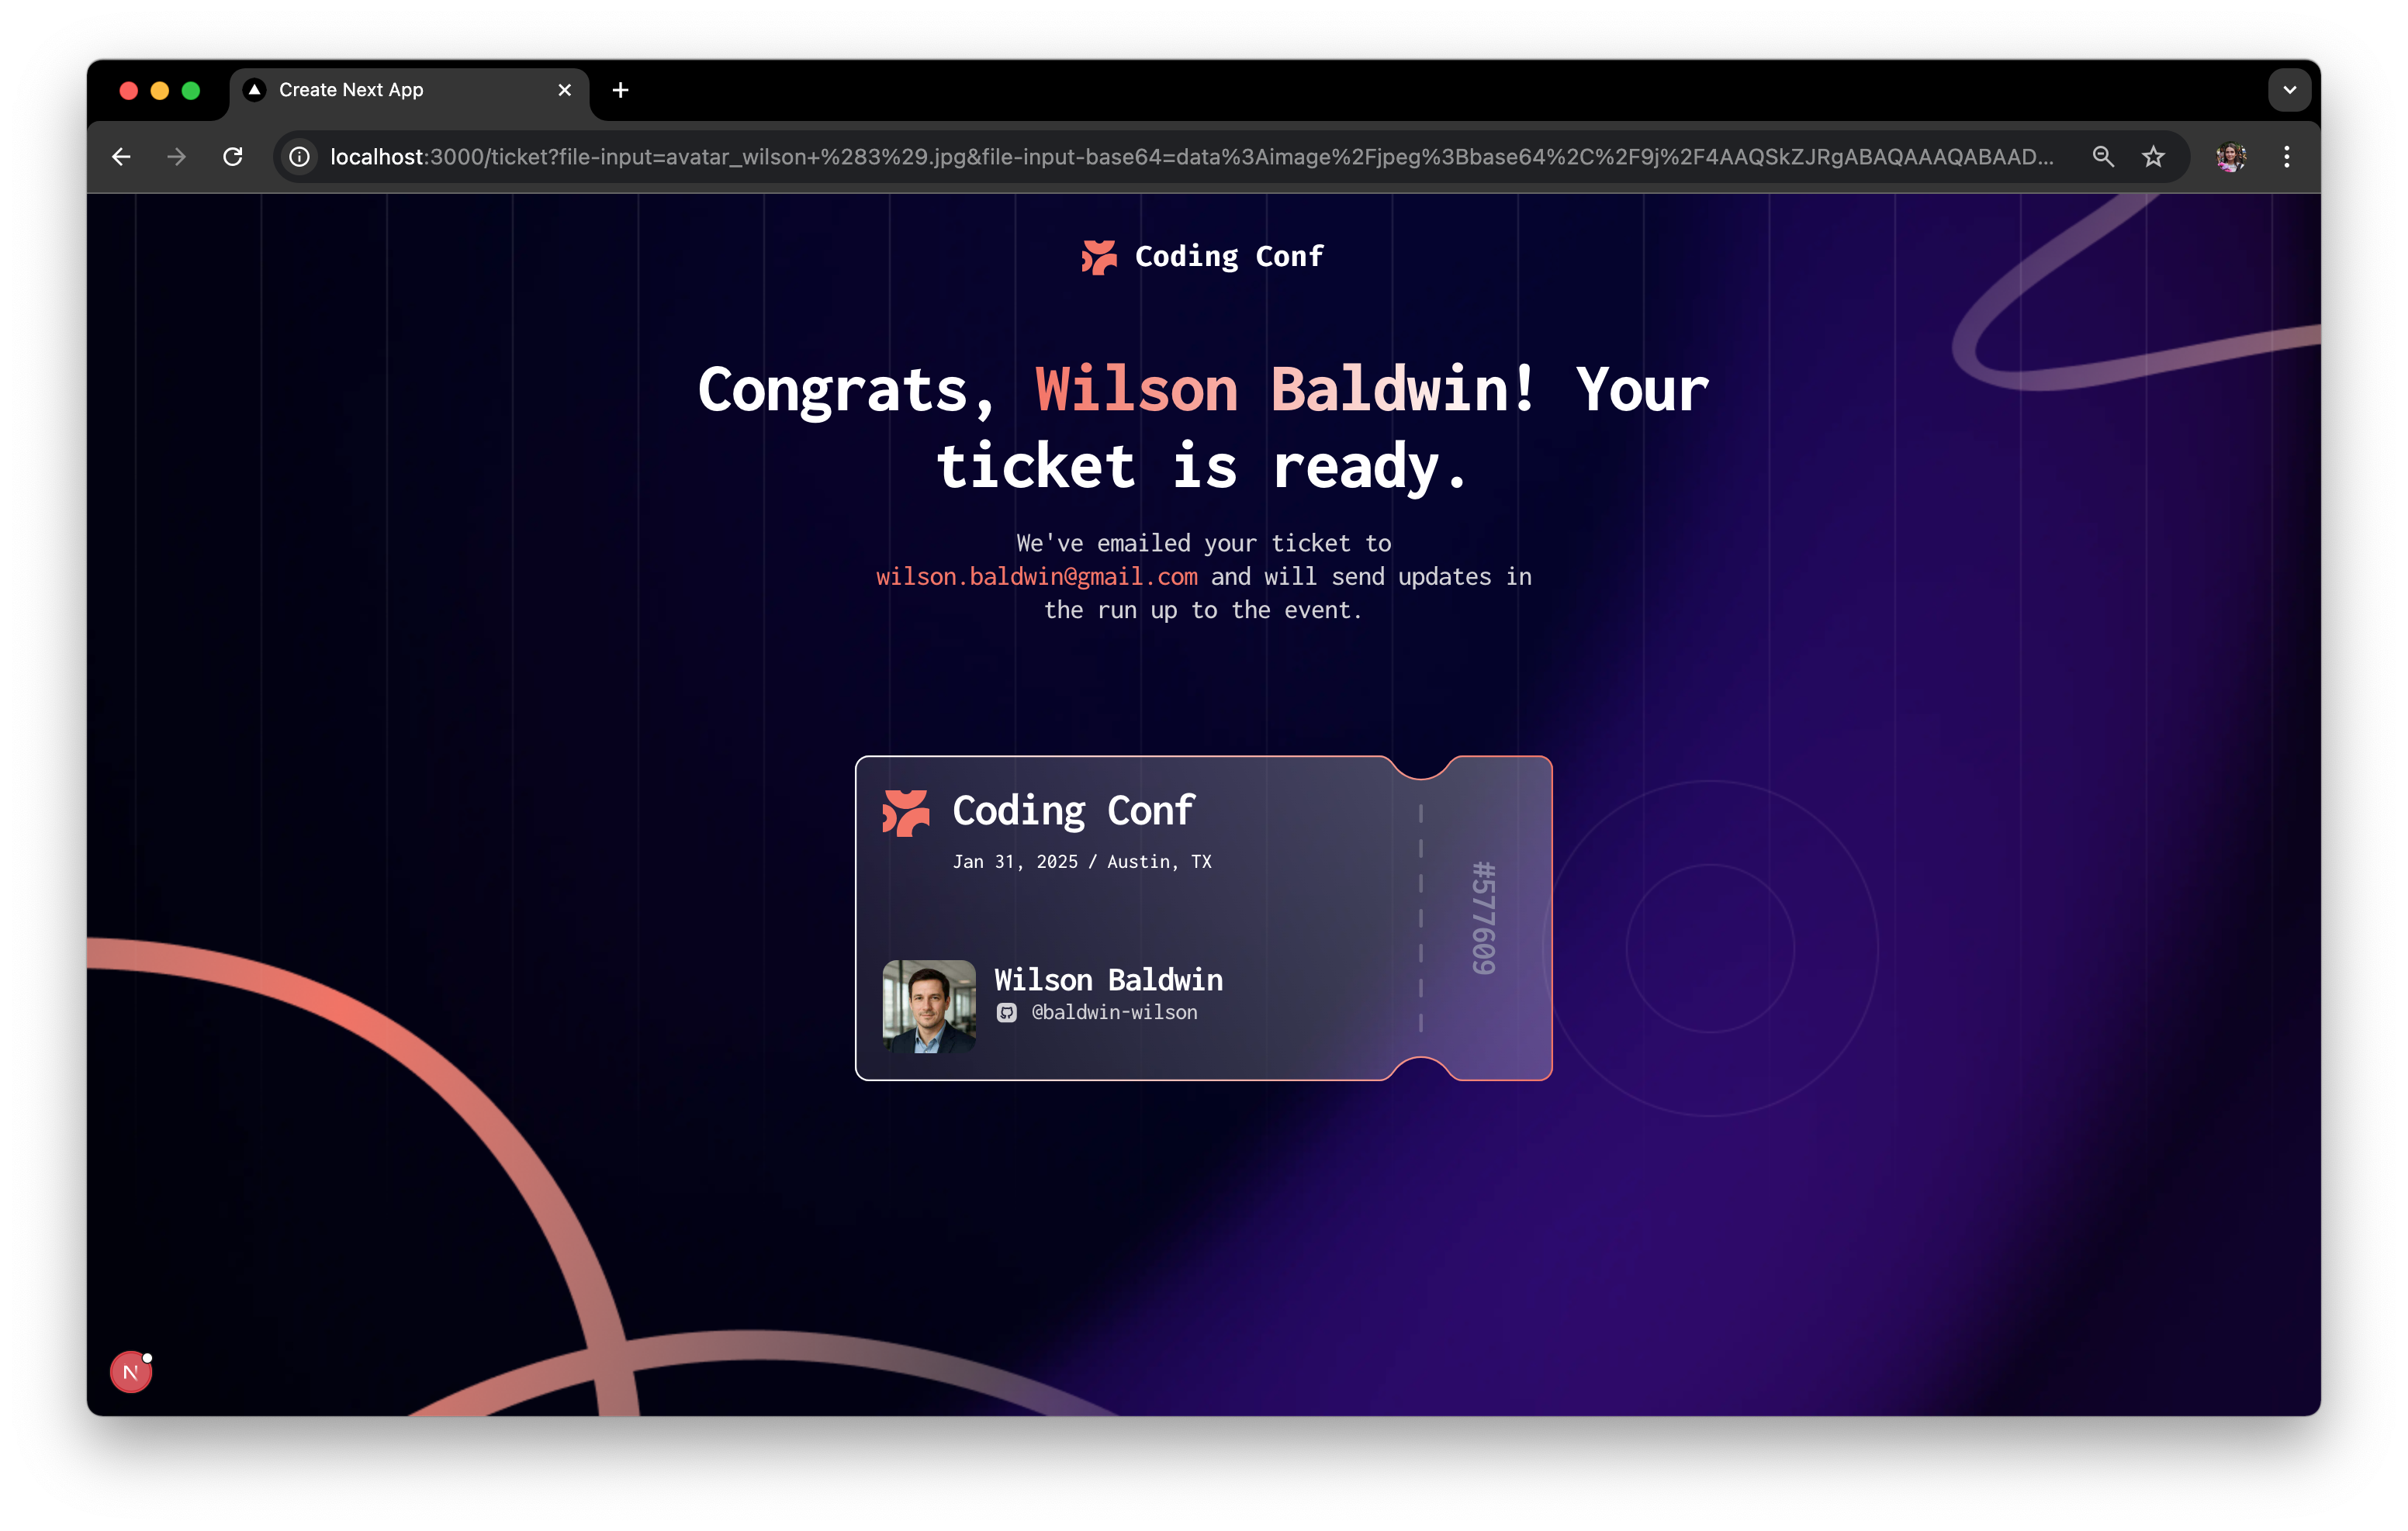 Create Next App
localhost:3000/ticket?file-input=avatar_wilson+%283%29.jpg&file-input-base64=data%3Aimage%2Fjpeg%3Bbase64%2C%2F9j%2F4AAQSkZJRgABAQAAAQABAAD...
Coding Conf
Congrats, Wilson Baldwin! Your
ticket is ready.
We've emailed your ticket to
wilson.baldwin@gmail.com and will send updates in
the run up to the event.
Coding Conf
Jan 31, 2025 / Austin, TX
#577609
Wilson Baldwin
@baldwin-wilson
N